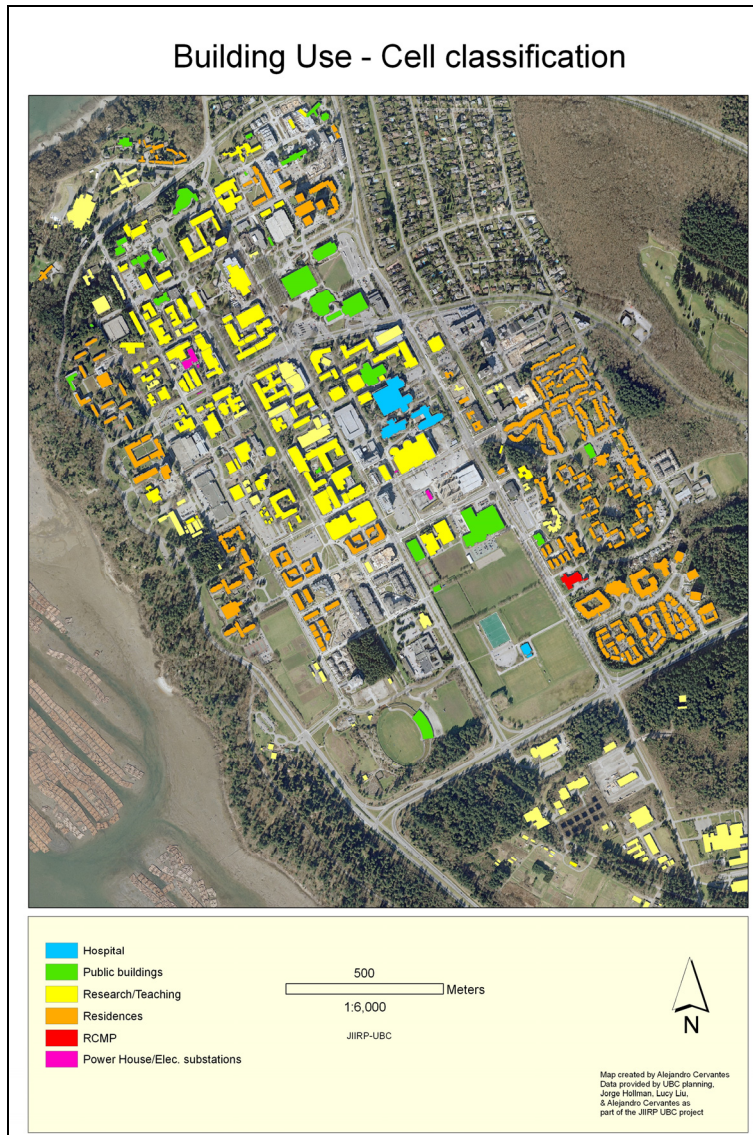 Building Use - Cell classification
Hospital
Public buildings
Research/Teaching
Residences
RCMP
Power House/Elec. substations
500
Meters
1:6,000
JIIRP-UBC
N
Map created by Alejandro Cervantes
Data provided by UBC planning,
Jorge Hollman, Lucy Liu,
& Alejandro Cervantes as
part of the JIIRP UBC project